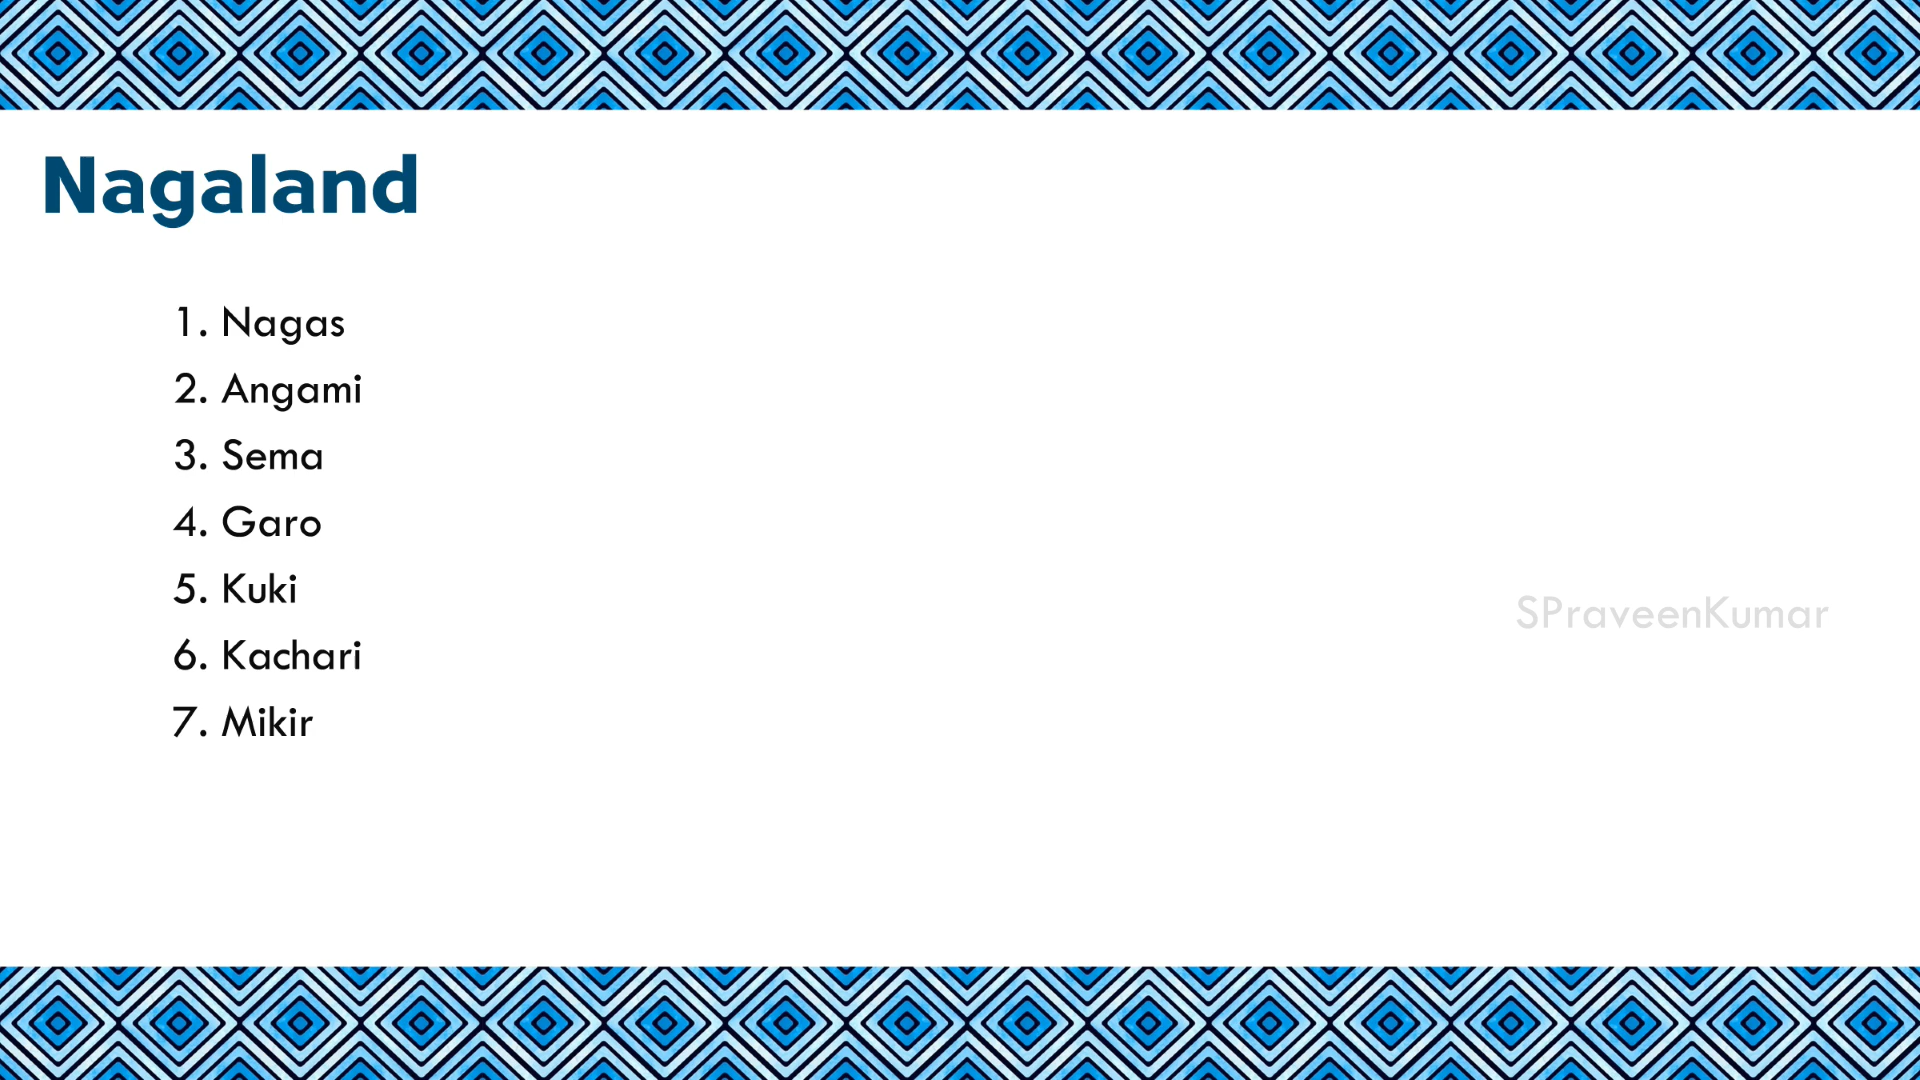 Nagaland
1. Nagas
2. Angami
3. Sema
4. Garo
5. Kuki
6. Kachari
7. Mikir
SPraveenKumar